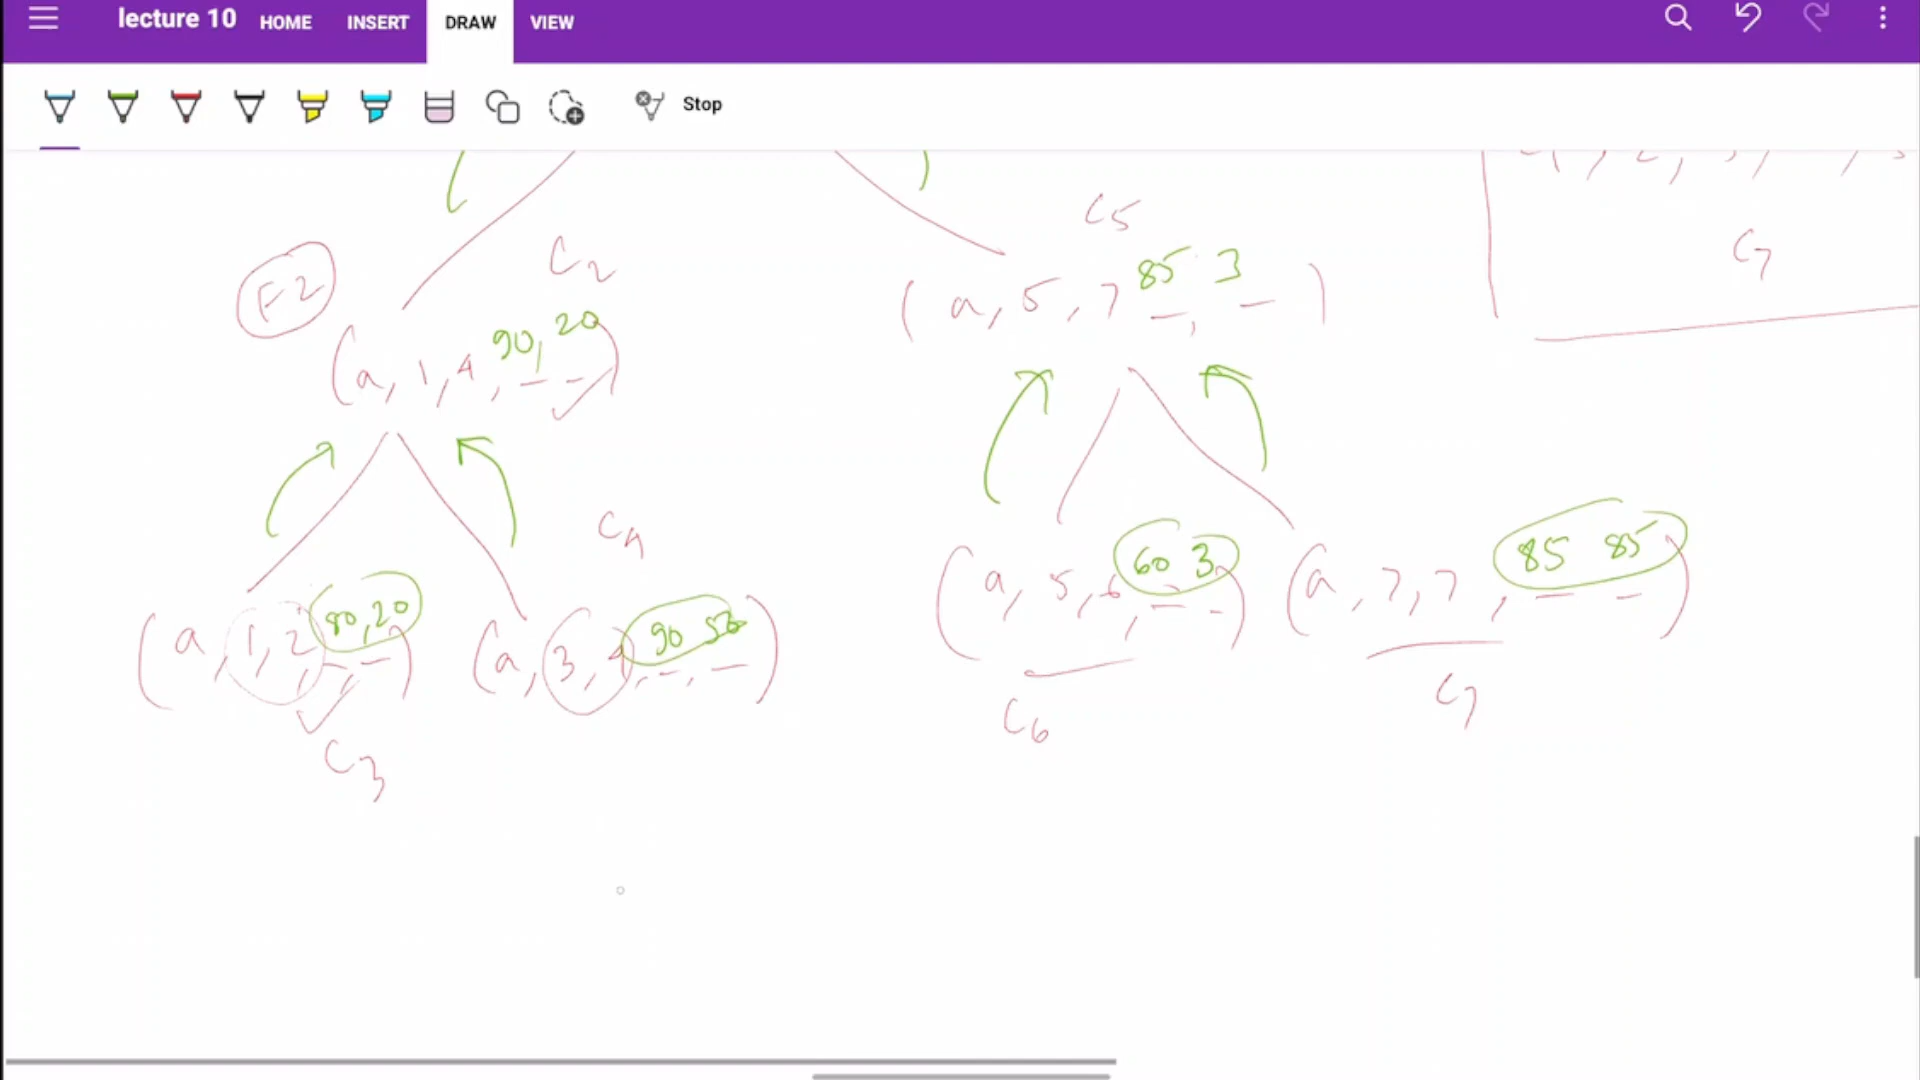 lecture 10 HOME INSERT DRAW VIEW
Stop
C5
C2
F2
85 3
(a, 5, 7 _, _)
C7
90, 20
(a, 1, 4, _ _)
C4
60 3
85 85
(a, 5, 6, _ _) (a, 7, 7, _ _)
80, 20
90 50
(a, 1, 2, _, _) (a, 3, 4, _, _)
C6
C7
C3